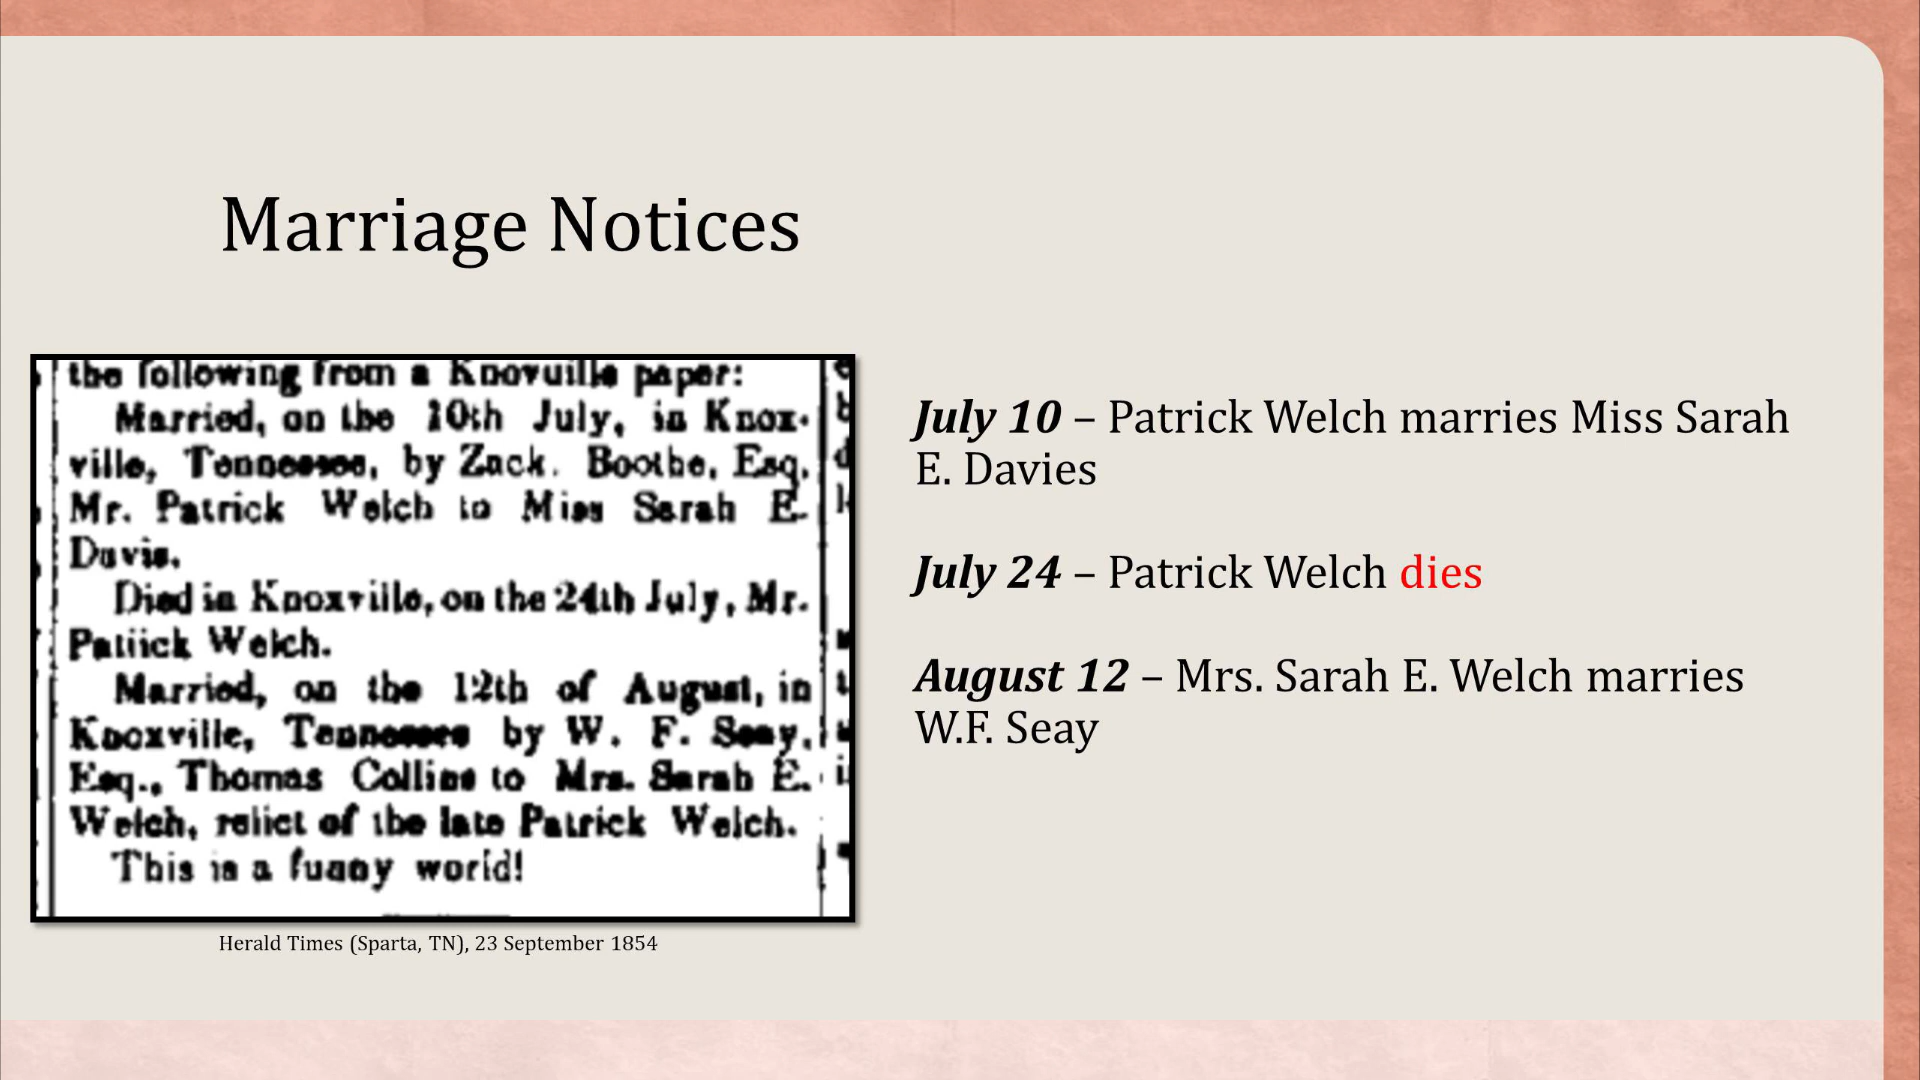 Marriage Notices
the following from a Knovuille paper:
Married, on the 10th July, in Knox-
ville, Tennessee, by Zack. Boothe, Esq.
Mr. Patrick Welch to Miss Sarah E.
Davis.
Died in Knoxville, on the 24th July, Mr.
Patiick Welch.
Married, on the 12th of August, in
Knoxville, Tennessee by W. F. Seay,
Esq., Thomas Collins to Mrs. Sarah E.
Welch, relict of the late Patrick Welch.
This is a funny world!
Herald Times (Sparta, TN), 23 September 1854
July 10 – Patrick Welch marries Miss Sarah
E. Davies
July 24 – Patrick Welch dies
August 12 – Mrs. Sarah E. Welch marries
W.F. Seay